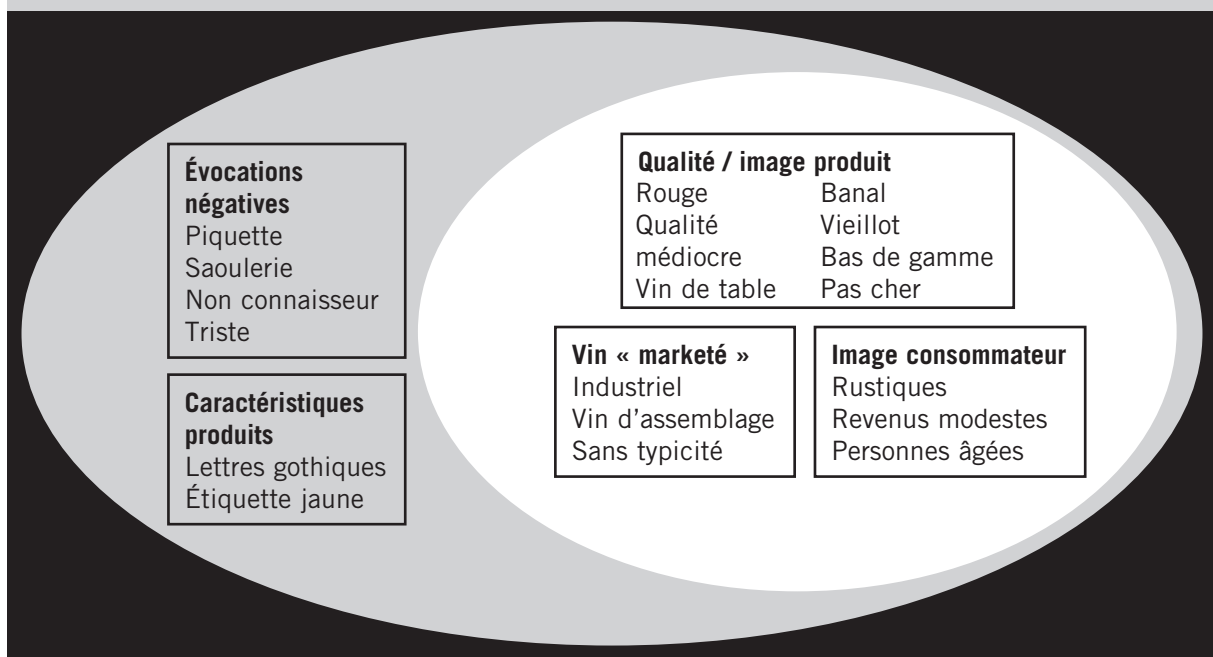 Évocations
négatives
Piquette
Saoulerie
Non connaisseur
Triste
Caractéristiques
produits
Lettres gothiques
Étiquette jaune
Qualité / image produit
Rouge
Qualité
médiocre
Vin de table
Banal
Vieillot
Bas de gamme
Pas cher
Vin « marketé »
Industriel
Vin d'assemblage
Sans typicité
Image consommateur
Rustiques
Revenus modestes
Personnes âgées